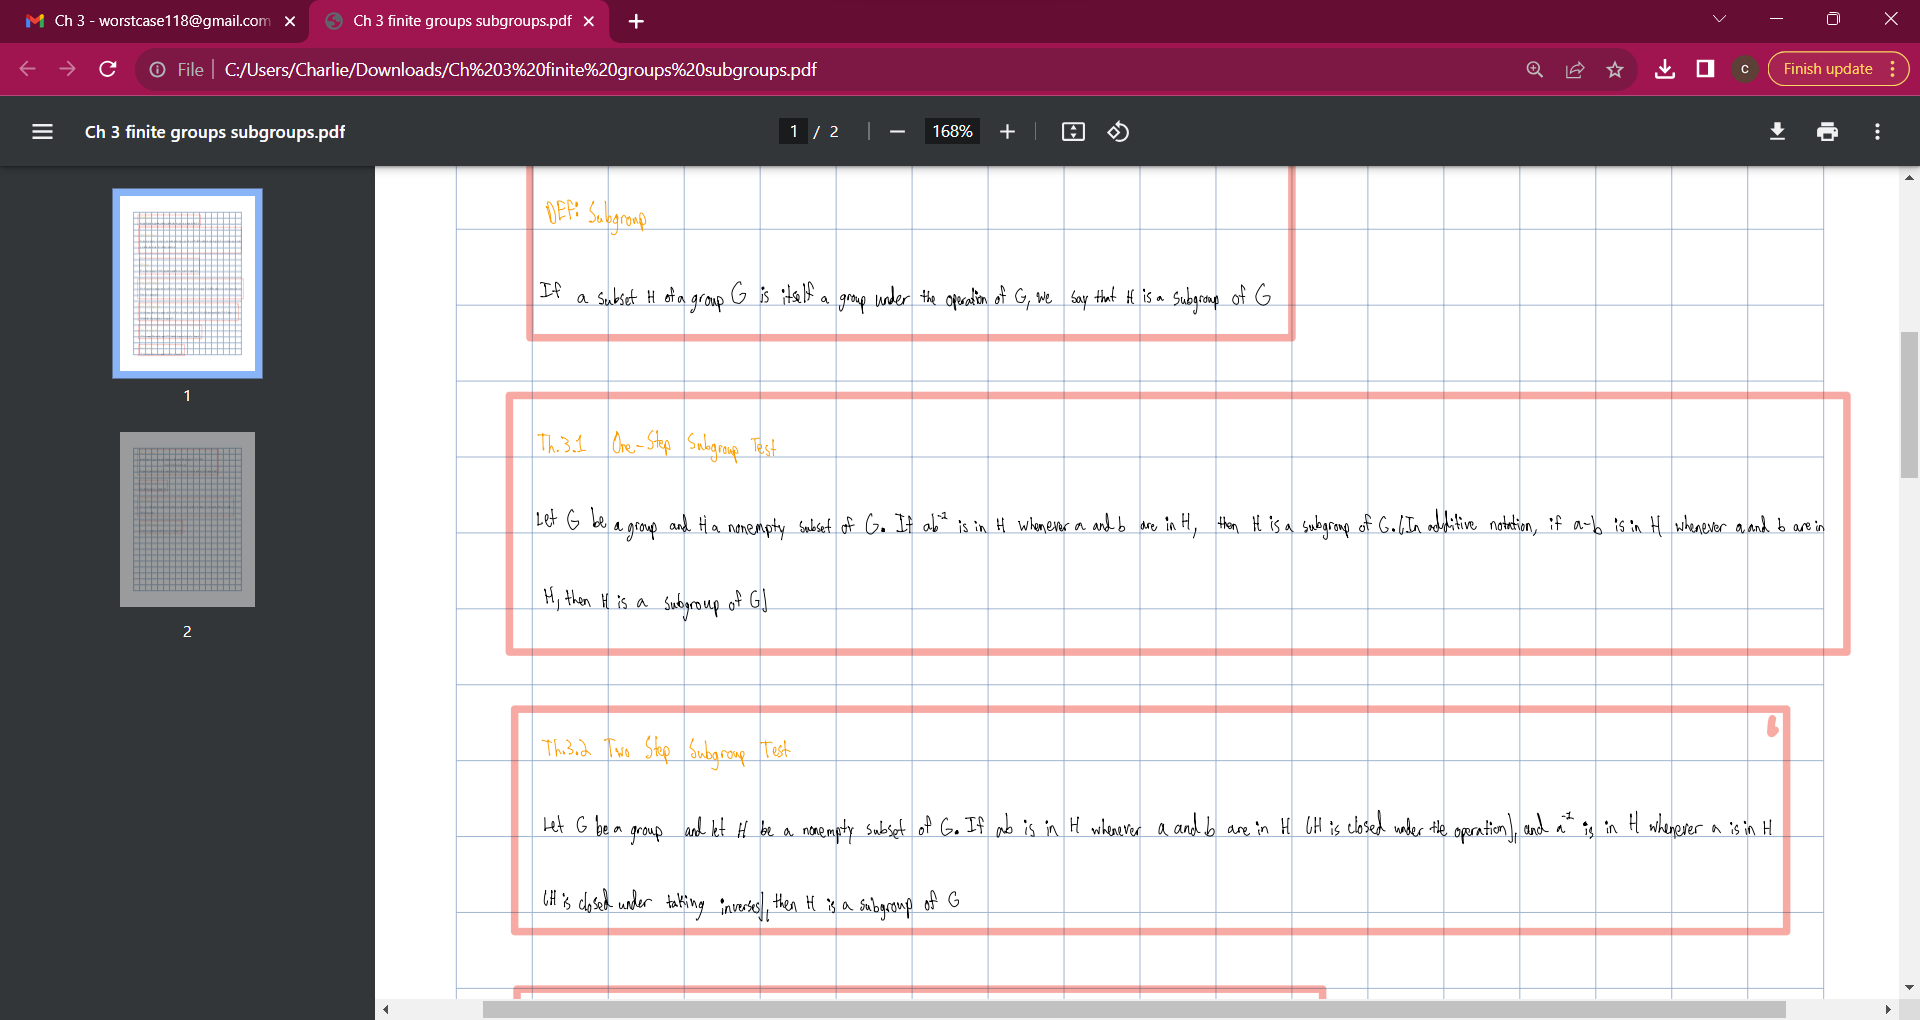 Ch 3 - worstcase118@gmail.com
Ch 3 finite groups subgroups.pdf
File
C:/Users/Charlie/Downloads/Ch%203%20finite%20groups%20subgroups.pdf
C
Finish update
Ch 3 finite groups subgroups.pdf
1 / 2
168%
1
2
DEF: Subgroup
If a subset H of a group G is itself a group under the operation of G, we say that H is a subgroup of G
Th.3.1 One-Step Subgroup Test
Let G be a group and H a nonempty subset of G. If ab⁻¹ is in H whenever a and b are in H, then H is a subgroup of G. (In additive notation, if a-b is in H whenever a and b are in
H, then H is a subgroup of G)
Th.3.2 Two Step Subgroup Test
Let G be a group and let H be a nonempty subset of G. If ab is in H whenever a and b are in H (H is closed under the operation), and a⁻¹ is in H whenever a is in H
(H is closed under taking inverses), then H is a subgroup of G